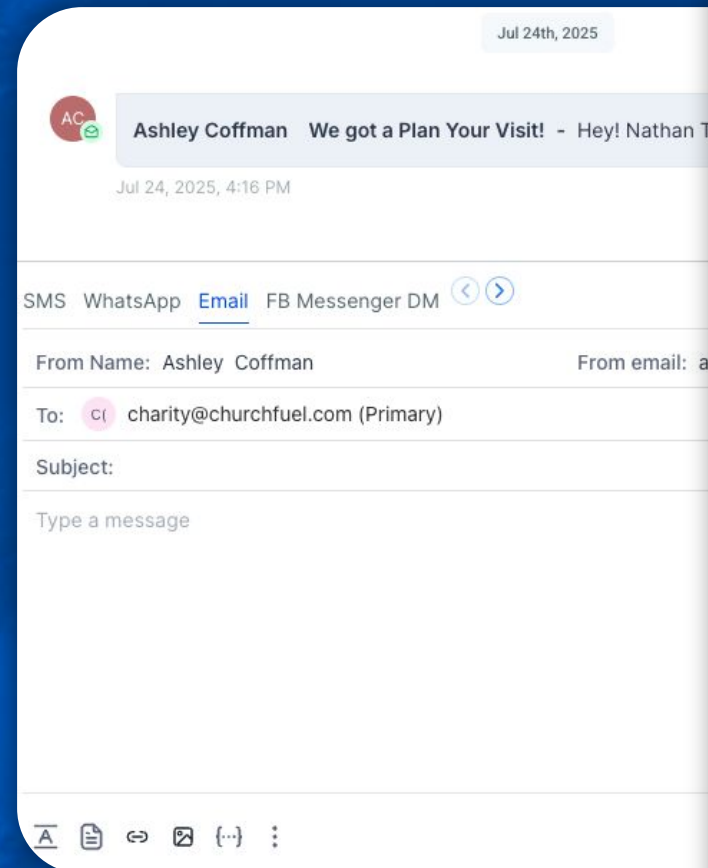 Jul 24th, 2025
AC
Ashley Coffman We got a Plan Your Visit! - Hey! Nathan T
Jul 24, 2025, 4:16 PM
SMS WhatsApp Email FB Messenger DM
From Name: Ashley Coffman From email: a
To: C( charity@churchfuel.com (Primary)
Subject:
Type a message
A